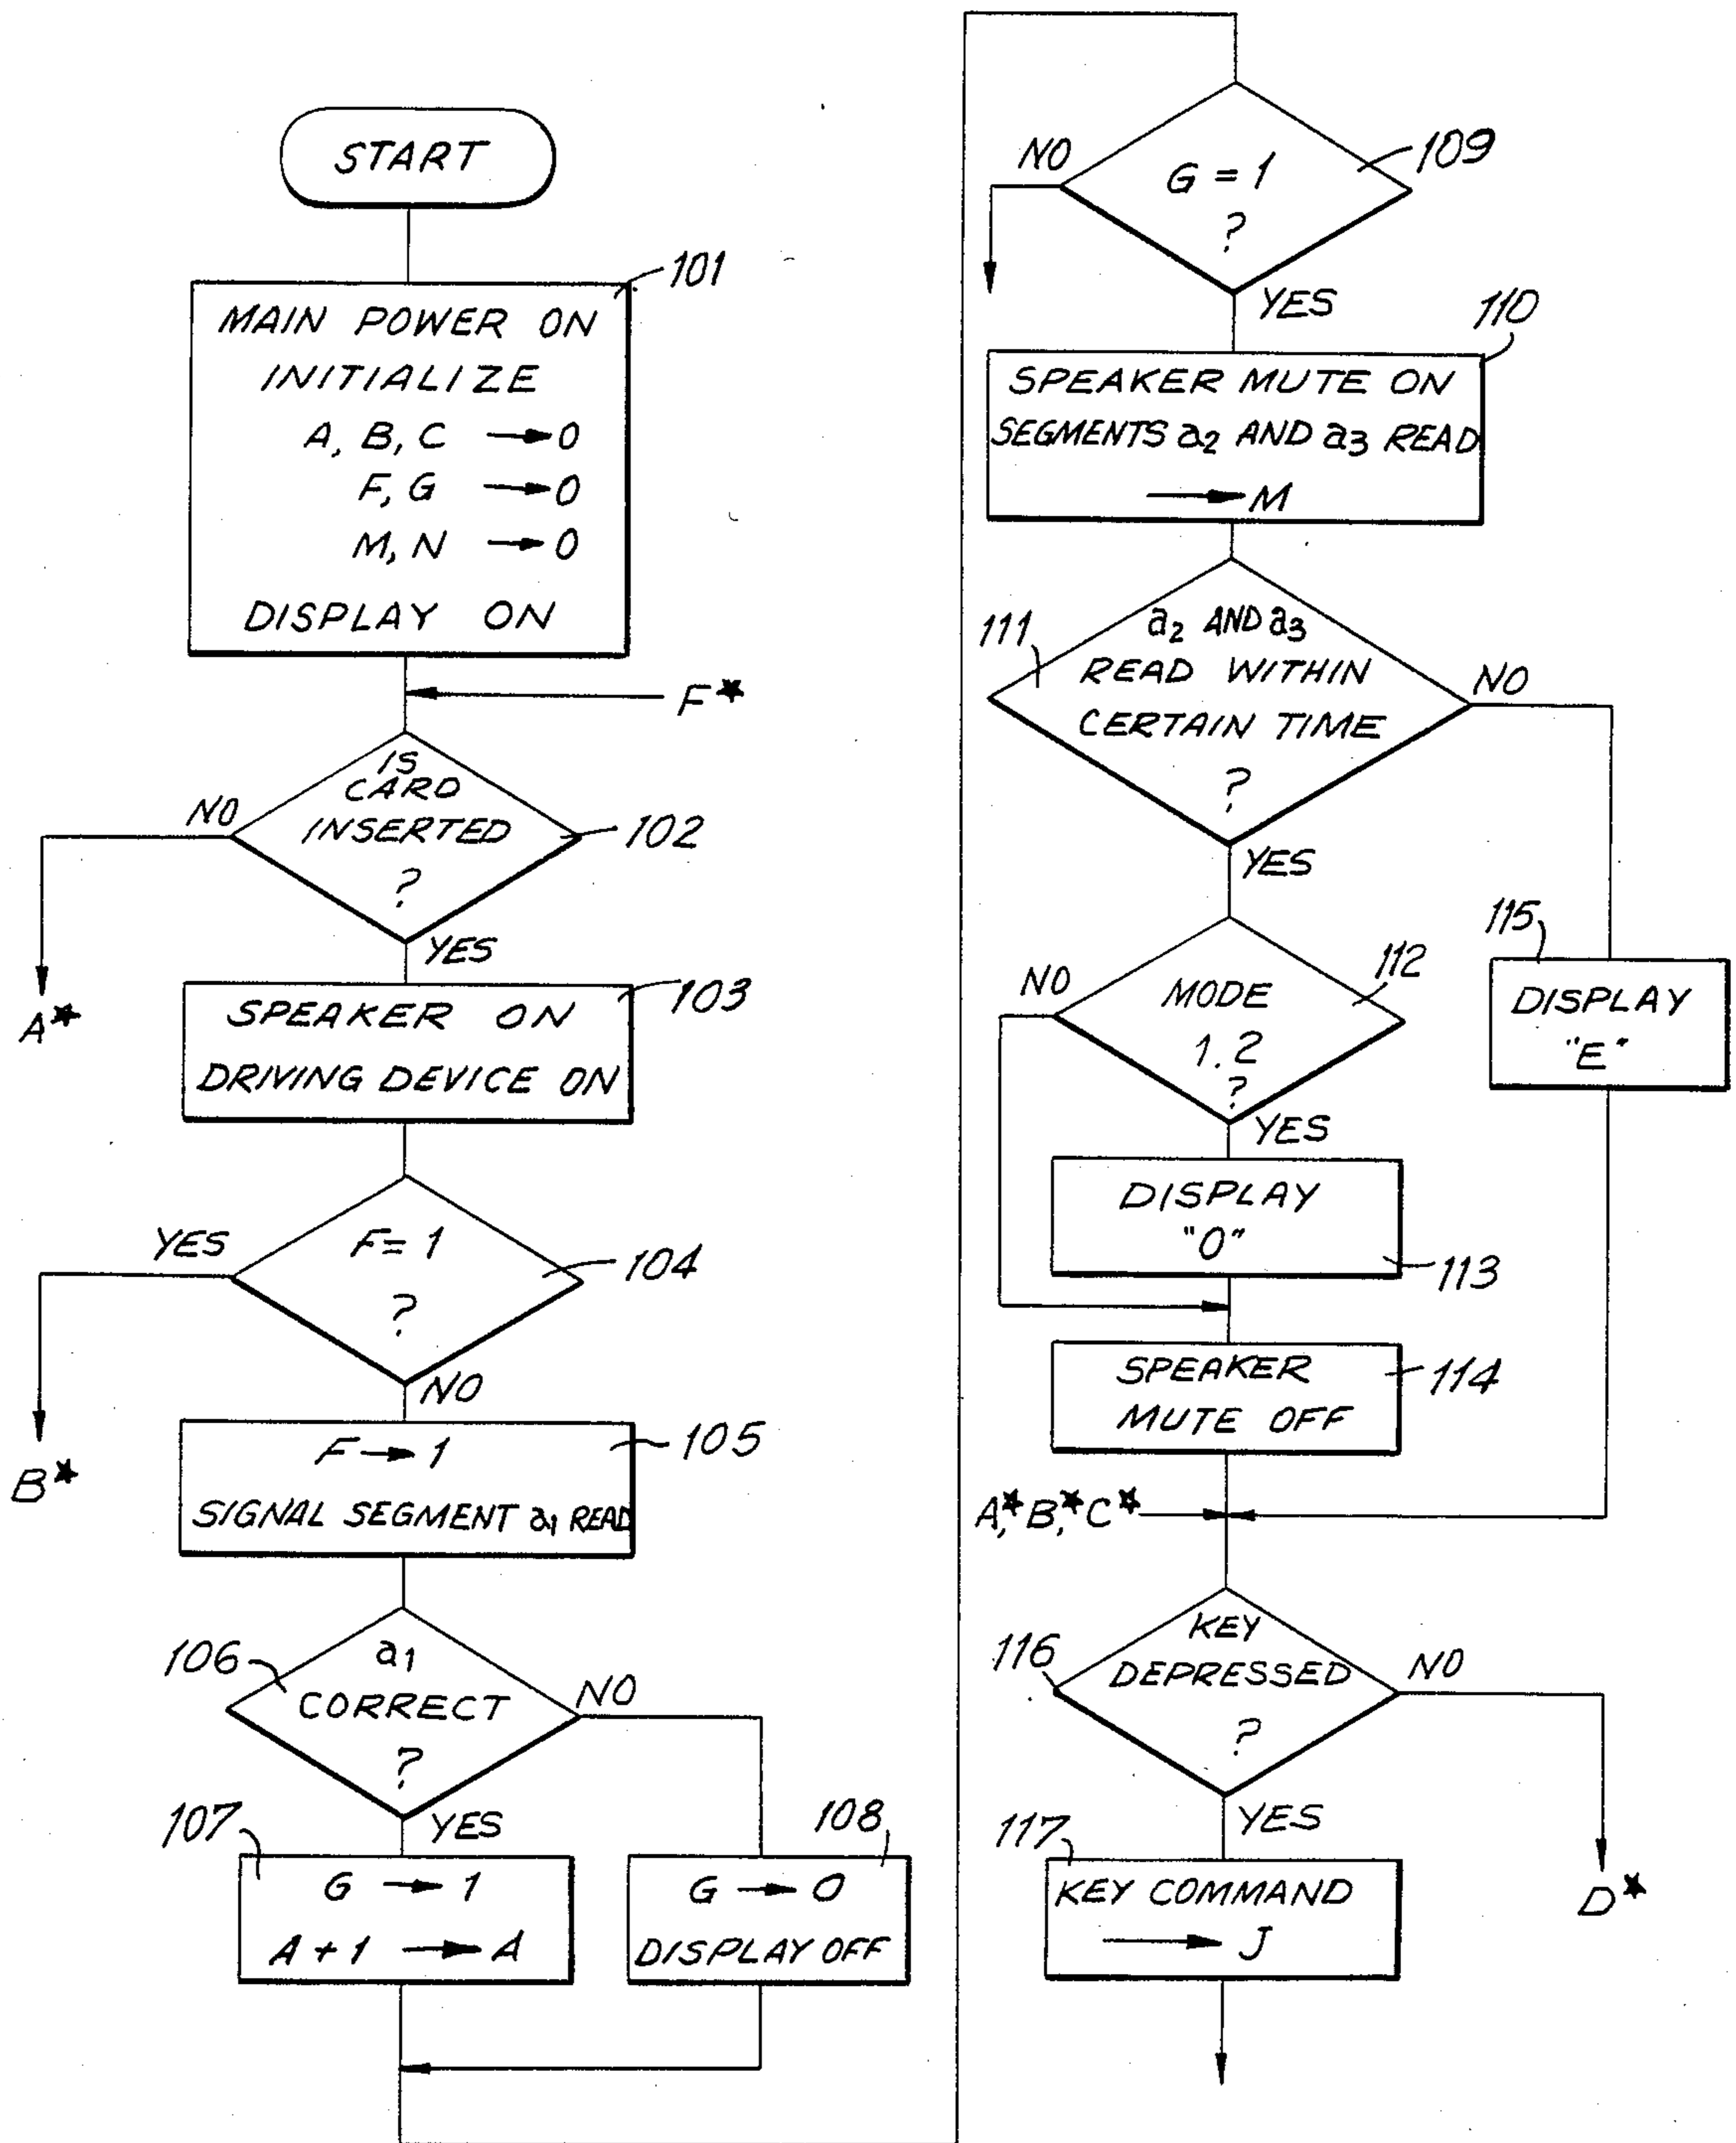 START
101
MAIN POWER ON
INITIALIZE
A, B, C → 0
F, G → 0
M, N → 0
DISPLAY ON
F★
IS
CARD
INSERTED
?
102
NO
YES
A★
103
SPEAKER ON
DRIVING DEVICE ON
F = 1
?
104
YES
NO
B★
105
F → 1
SIGNAL SEGMENT a1 READ
106
a1
CORRECT
?
NO
YES
107
G → 1
A + 1 → A
108
G → 0
DISPLAY OFF
109
G = 1
?
NO
YES
110
SPEAKER MUTE ON
SEGMENTS a2 AND a3 READ
→ M
111
a2 AND a3
READ WITHIN
CERTAIN TIME
?
NO
YES
112
MODE
1. 2
?
NO
YES
115
DISPLAY
"E"
DISPLAY
"O"
113
SPEAKER
MUTE OFF
114
A★, B★, C★
116
KEY
DEPRESSED
?
NO
YES
D★
117
KEY COMMAND
→ J